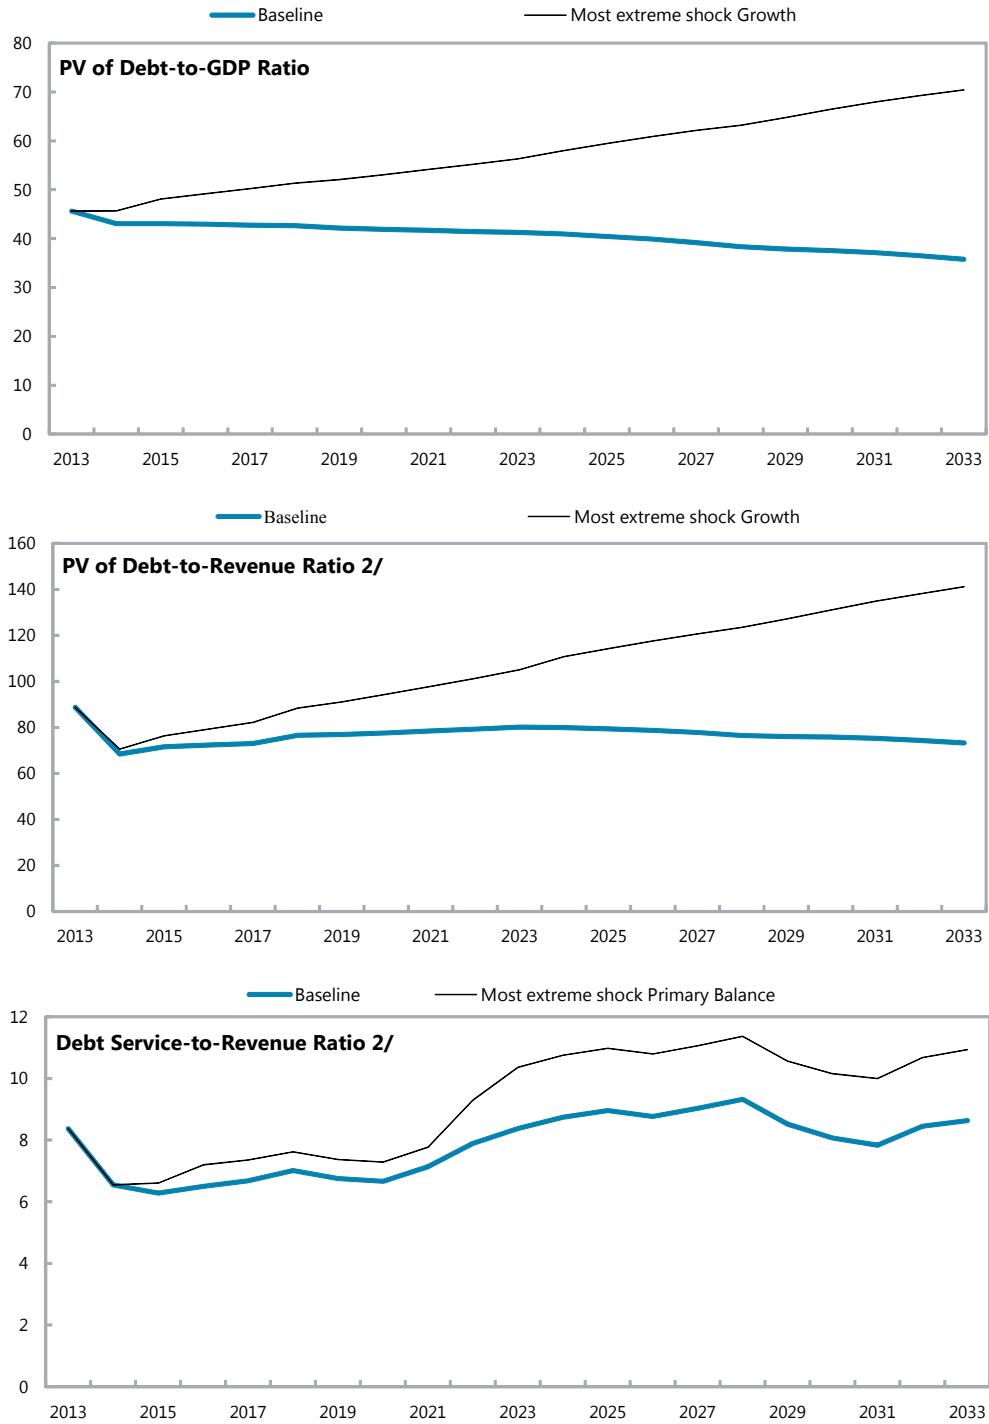 Baseline Most extreme shock Growth
80
PV of Debt-to-GDP Ratio
70
60
50
40
30
20
10
0
2013 2015 2017 2019 2021 2023 2025 2027 2029 2031 2033
Baseline Most extreme shock Growth
160
PV of Debt-to-Revenue Ratio 2/
140
120
100
80
60
40
20
0
2013 2015 2017 2019 2021 2023 2025 2027 2029 2031 2033
Baseline Most extreme shock Primary Balance
12
Debt Service-to-Revenue Ratio 2/
10
8
6
4
2
0
2013 2015 2017 2019 2021 2023 2025 2027 2029 2031 2033